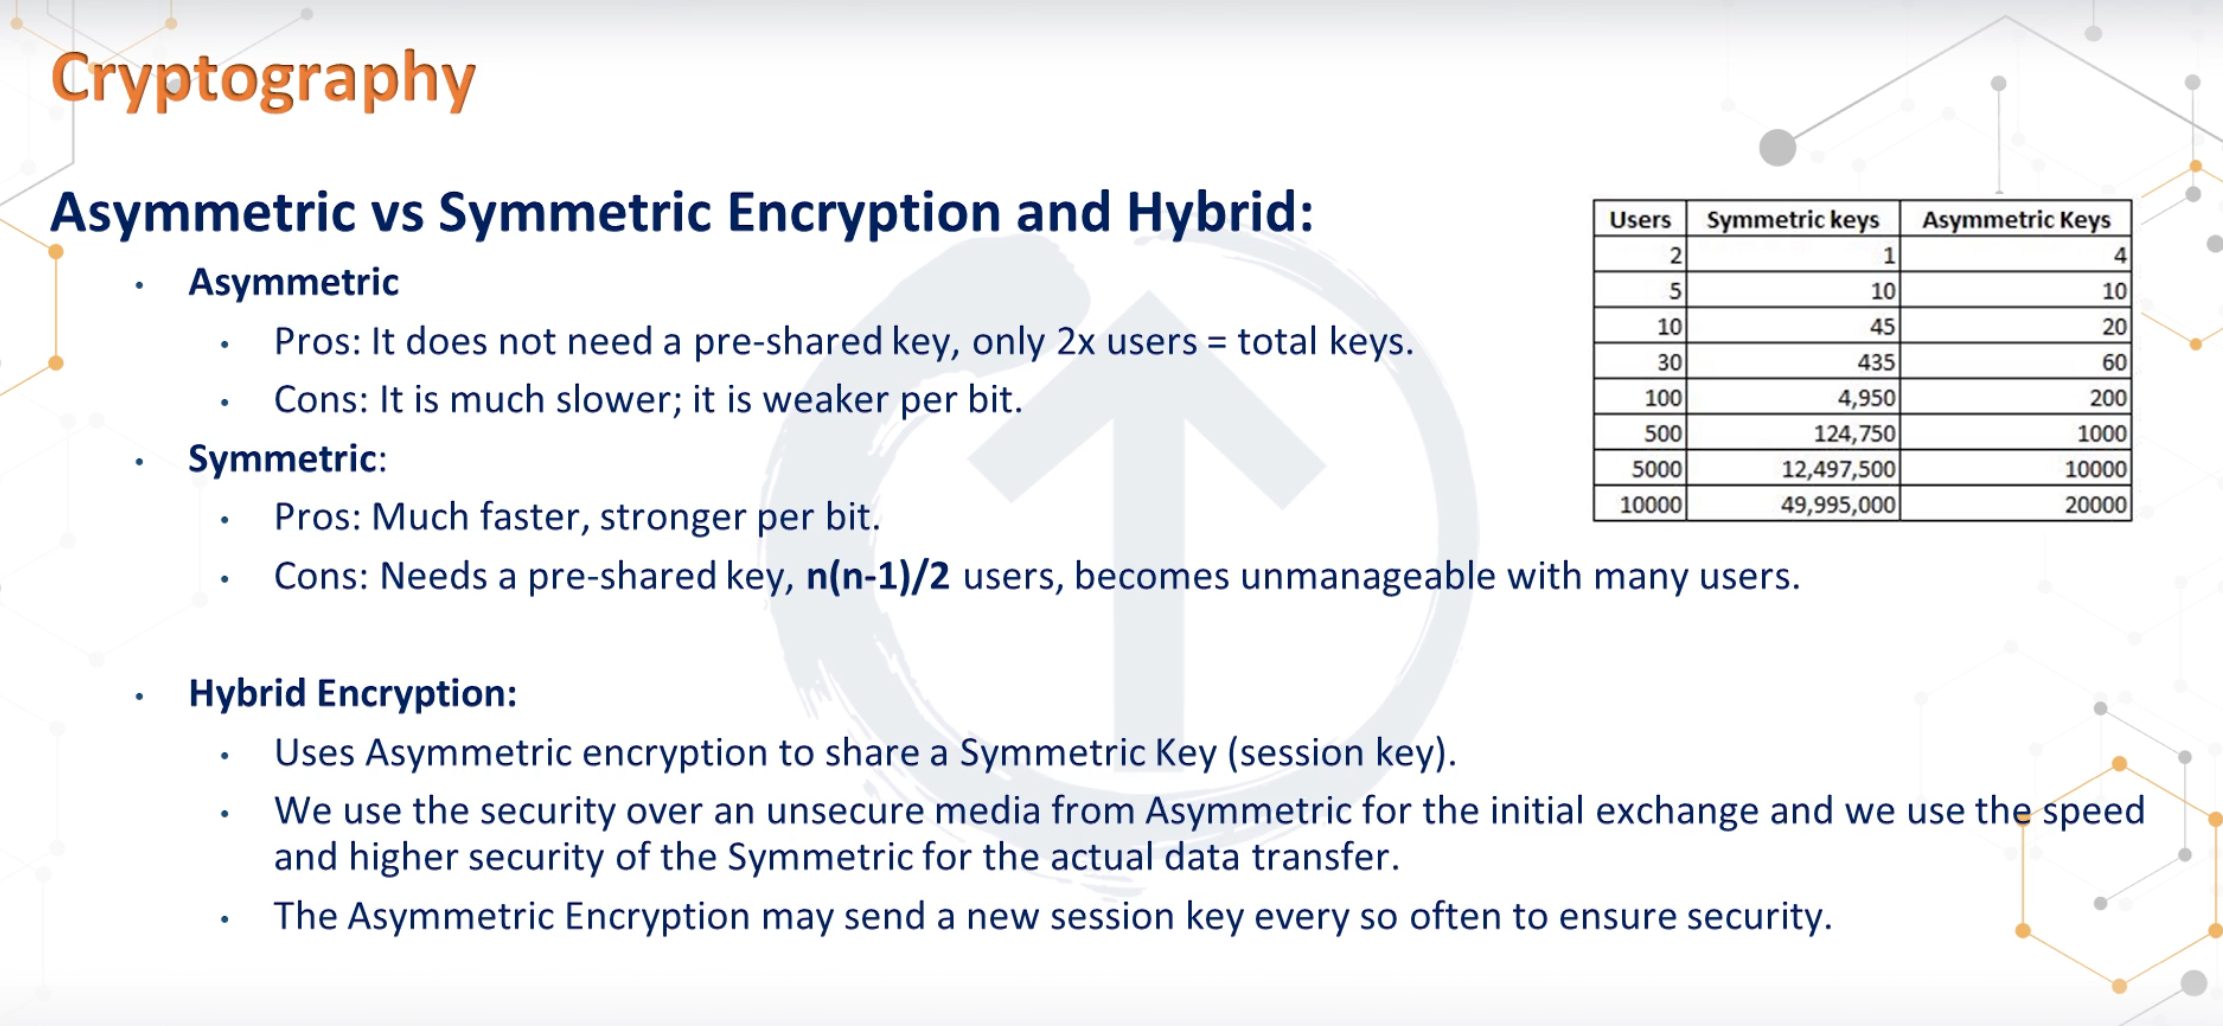 Cryptography
Asymmetric vs Symmetric Encryption and Hybrid:
• Asymmetric
• Pros: It does not need a pre-shared key, only 2x users = total keys.
• Cons: It is much slower; it is weaker per bit.
• Symmetric:
• Pros: Much faster, stronger per bit.
• Cons: Needs a pre-shared key, n(n-1)/2 users, becomes unmanageable with many users.
• Hybrid Encryption:
• Uses Asymmetric encryption to share a Symmetric Key (session key).
• We use the security over an unsecure media from Asymmetric for the initial exchange and we use the speed
and higher security of the Symmetric for the actual data transfer.
• The Asymmetric Encryption may send a new session key every so often to ensure security.
Users Symmetric keys Asymmetric Keys
2 1 4
5 10 10
10 45 20
30 435 60
100 4,950 200
500 124,750 1000
5000 12,497,500 10000
10000 49,995,000 20000